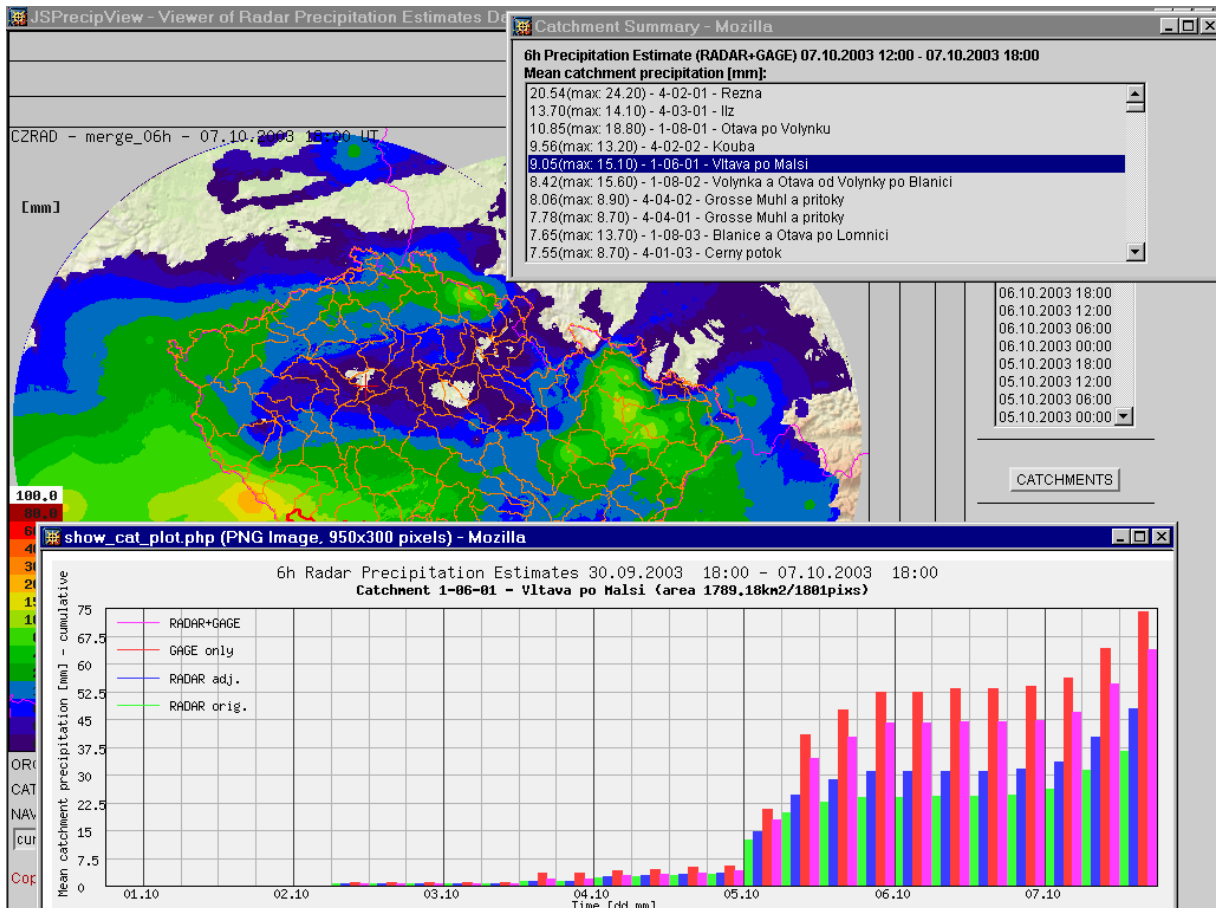 JSPrecipView - Viewer of Radar Precipitation Estimates Da
Catchment Summary - Mozilla
6h Precipitation Estimate (RADAR+GAGE) 07.10.2003 12:00 - 07.10.2003 18:00
Mean catchment precipitation [mm]:
20.54(max: 24.20) - 4-02-01 - Rezna
13.70(max: 14.10) - 4-03-01 - Ilz
10.85(max: 18.80) - 1-08-01 - Otava po Volynku
9.56(max: 13.20) - 4-02-02 - Kouba
9.05(max: 15.10) - 1-06-01 - Vltava po Malsi
8.42(max: 15.60) - 1-08-02 - Volynka a Otava od Volynky po Blanici
8.06(max: 8.90) - 4-04-02 - Grosse Muhl a pritoky
7.78(max: 8.70) - 4-04-01 - Grosse Muhl a pritoky
7.65(max: 13.70) - 1-08-03 - Blanice a Otava po Lomnici
7.55(max: 8.70) - 4-01-03 - Cerny potok
CZRAD - merge_06h - 07.10.2003 18:00 UT
[mm]
06.10.2003 18:00
06.10.2003 12:00
06.10.2003 06:00
06.10.2003 00:00
05.10.2003 18:00
05.10.2003 12:00
05.10.2003 06:00
05.10.2003 00:00
CATCHMENTS
100.0
80.0
ORG
CAT
NAV
cur
Cop
show_cat_plot.php (PNG Image, 950x300 pixels) - Mozilla
6h Radar Precipitation Estimates 30.09.2003 18:00 - 07.10.2003 18:00
Catchment 1-06-01 - Vltava po Malsi (area 1789.18km2/1801pixs)
Mean catchment precipitation [mm] - cumulative
75
67.5
60
52.5
45
37.5
30
22.5
15
7.5
0
RADAR+GAGE
GAGE only
RADAR adj.
RADAR orig.
01.10 02.10 03.10 04.10 05.10 06.10 07.10
Time [dd.mm]